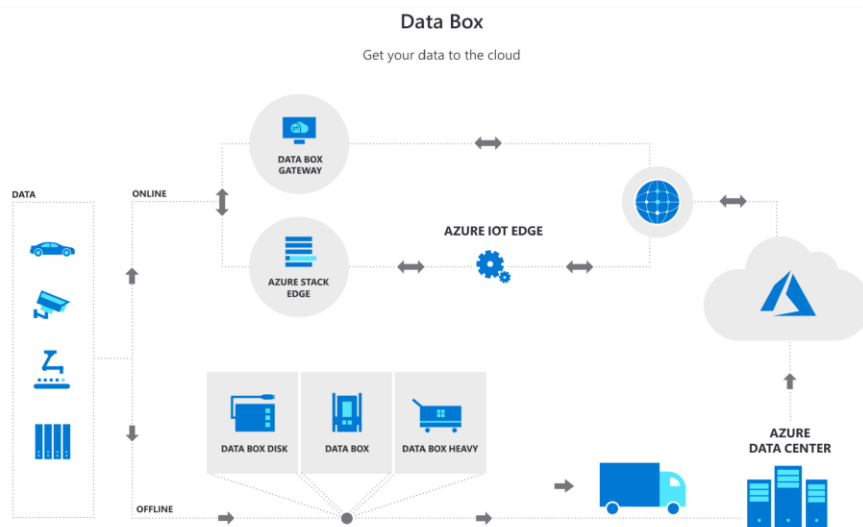 Data Box
Get your data to the cloud
DATA
ONLINE
DATA BOX
GATEWAY
AZURE STACK
EDGE
AZURE IOT EDGE
DATA BOX DISK
DATA BOX
DATA BOX HEAVY
OFFLINE
AZURE
DATA CENTER